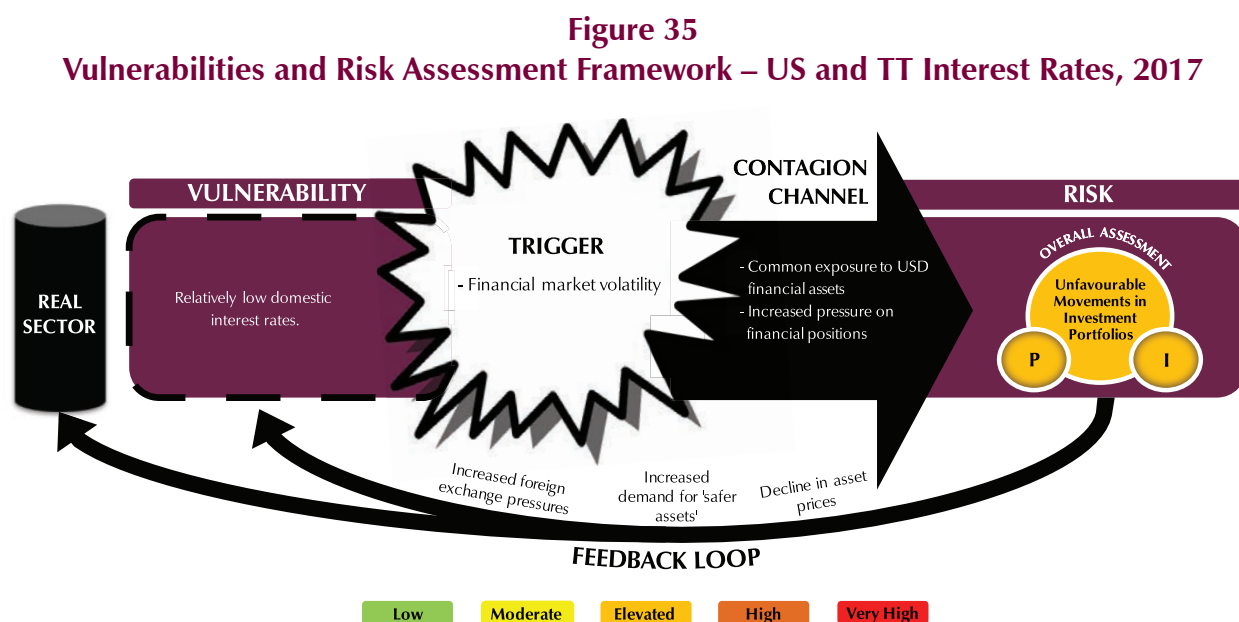 Figure 35
Vulnerabilities and Risk Assessment Framework – US and TT Interest Rates, 2017
REAL
SECTOR
VULNERABILITY
Relatively low domestic
interest rates.
TRIGGER
- Financial market volatility
CONTAGION
CHANNEL
- Common exposure to USD
financial assets
- Increased pressure on
financial positions
RISK
OVERALL ASSESSMENT
Unfavourable
Movements in
Investment
Portfolios
P
I
Increased foreign
exchange pressures
Increased
demand for 'safer
assets'
Decline in asset
prices
FEEDBACK LOOP
Low
Moderate
Elevated
High
Very High